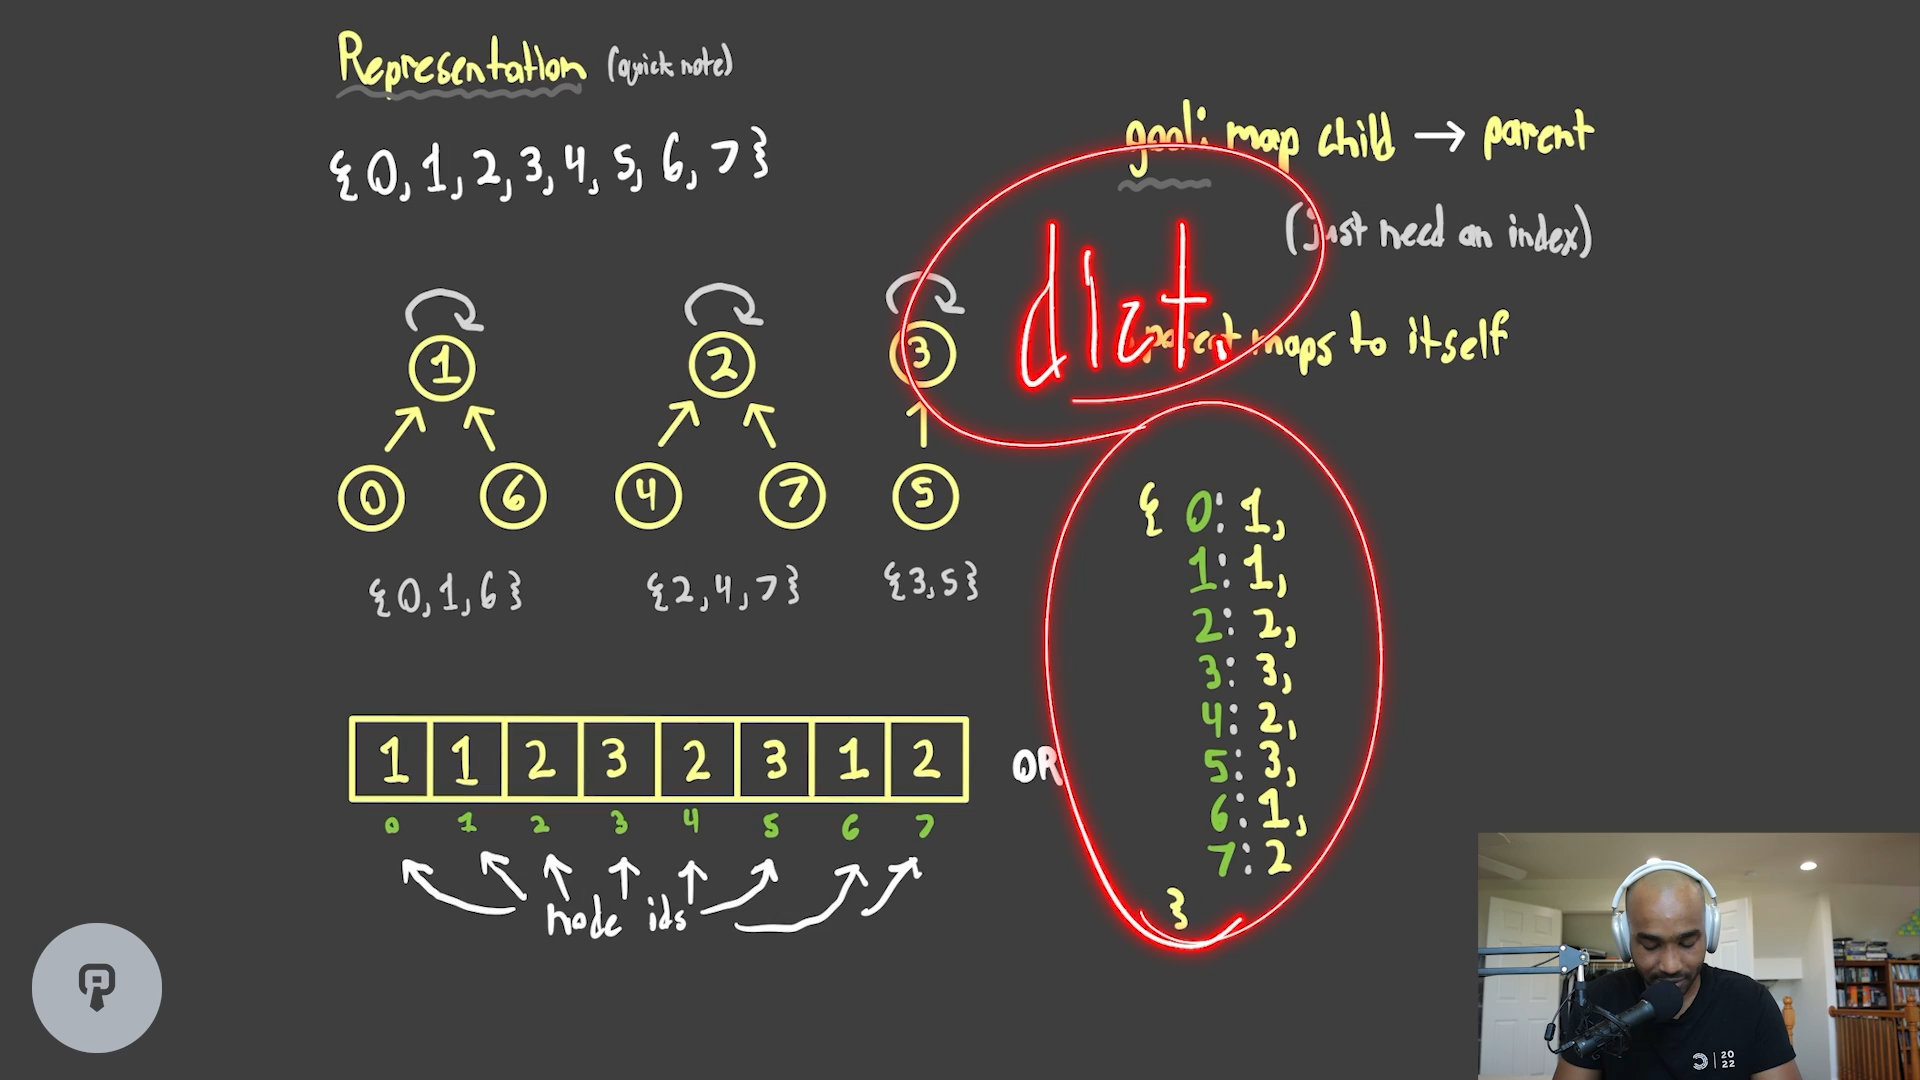 Representation (quick note)
{0, 1, 2, 3, 4, 5, 6, 7}
goal: map child → parent
(just need an index)
dict.
parent maps to itself
1 2 3
0 6 4 7 5
{0, 1, 6} {2, 4, 7} {3, 5}
1 1 2 3 2 3 1 2
0 1 2 3 4 5 6 7
node ids
OR
{ 0: 1,
1: 1,
2: 2,
3: 3,
4: 2,
5: 3,
6: 1,
7: 2
}
20
22